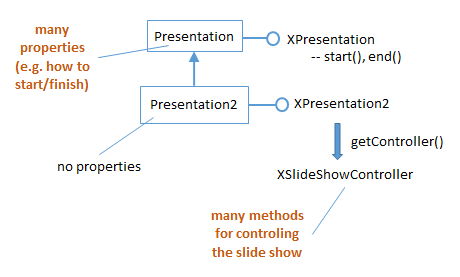 many
properties
(e.g. how to
start/finish)
Presentation
XPresentation
-- start(), end()
Presentation2
XPresentation2
getController()
no properties
XSlideShowController
many methods
for controling
the slide show